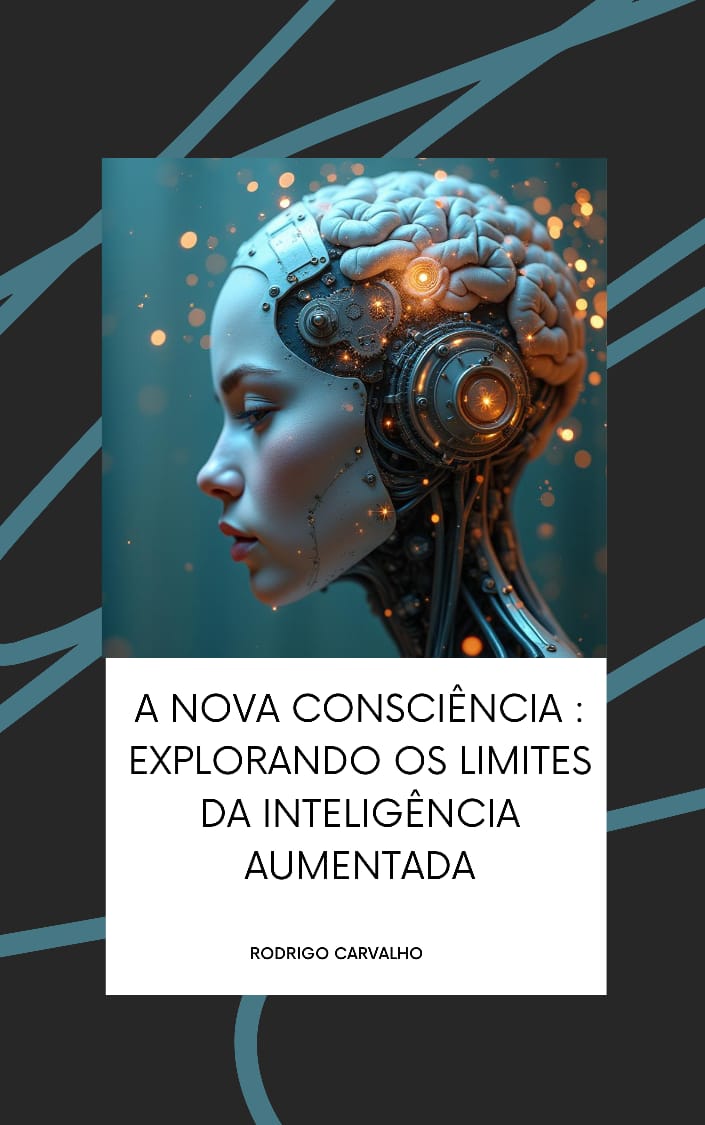 A NOVA CONSCIÊNCIA :
EXPLORANDO OS LIMITES
DA INTELIGÊNCIA
AUMENTADA
RODRIGO CARVALHO